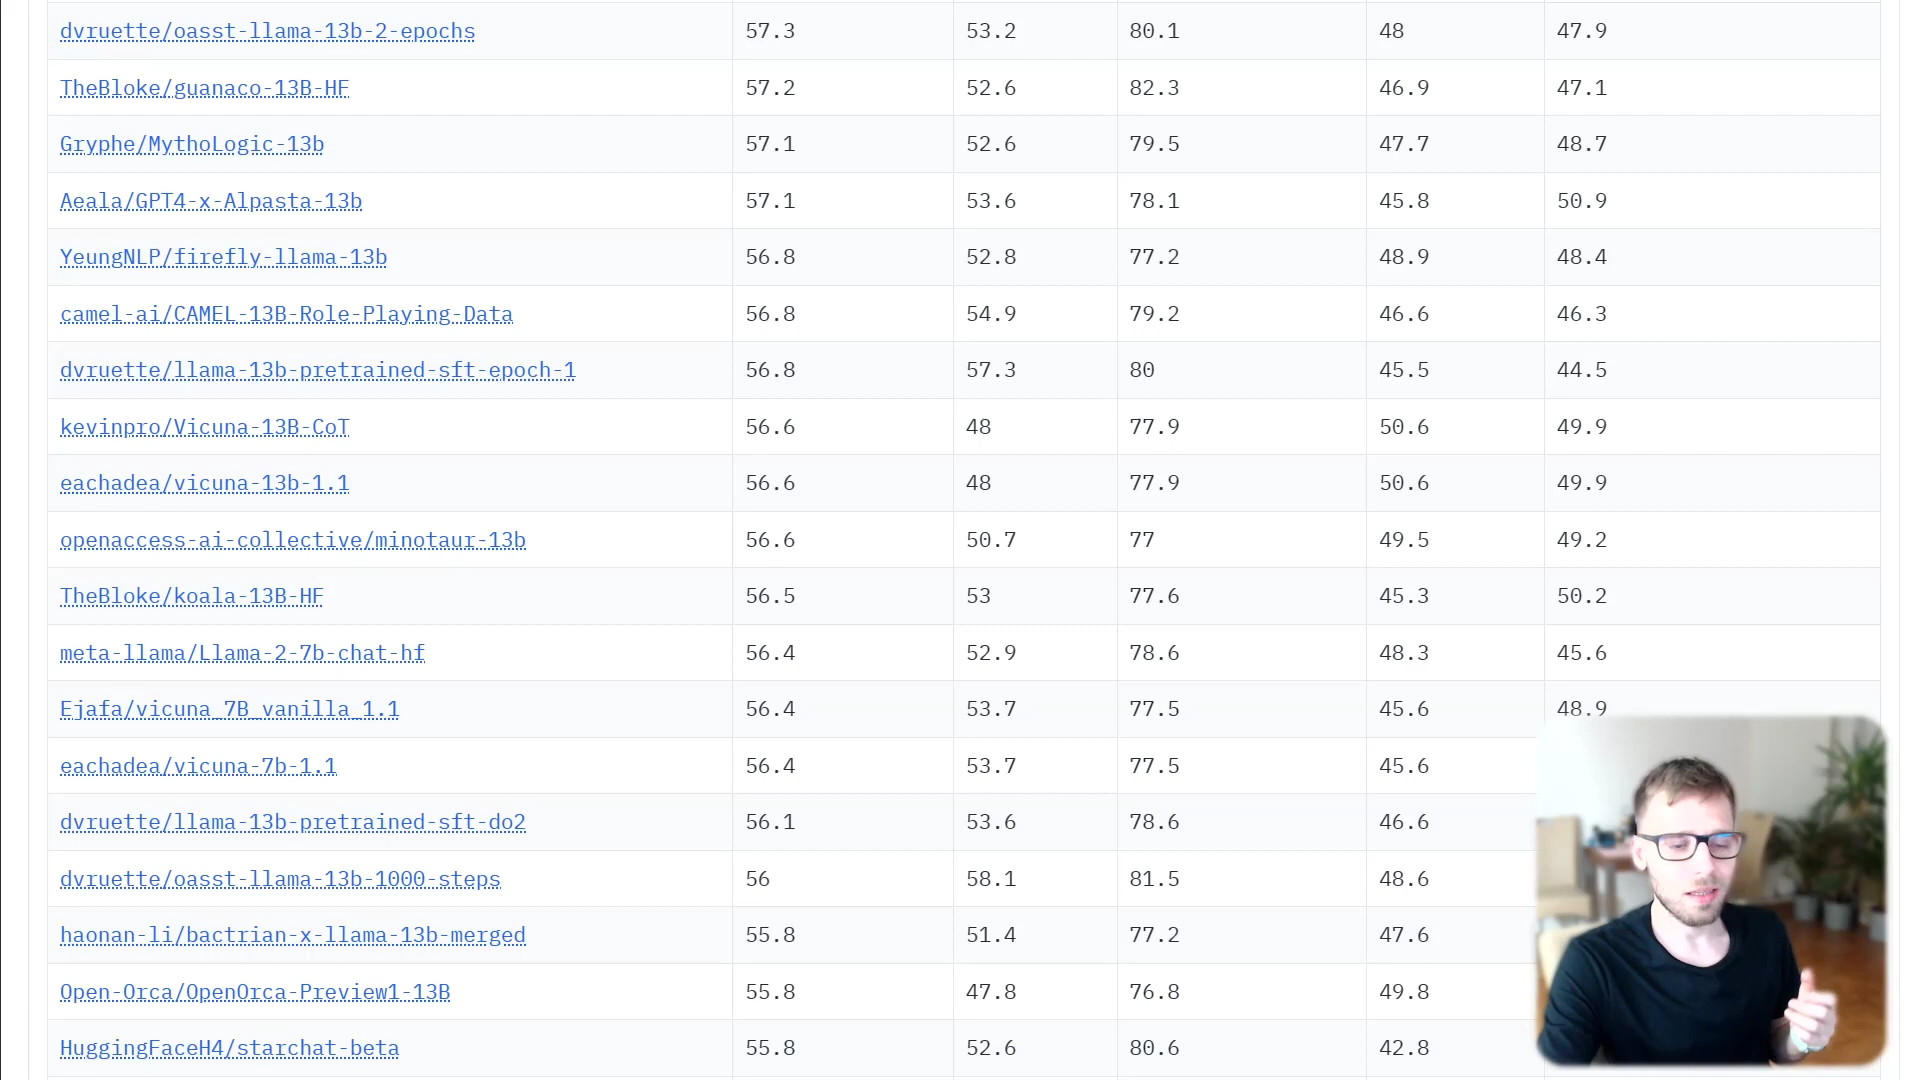 dvruette/oasst-llama-13b-2-epochs 57.3 53.2 80.1 48 47.9
TheBloke/guanaco-13B-HF 57.2 52.6 82.3 46.9 47.1
Gryphe/MythoLogic-13b 57.1 52.6 79.5 47.7 48.7
Aeala/GPT4-x-Alpasta-13b 57.1 53.6 78.1 45.8 50.9
YeungNLP/firefly-llama-13b 56.8 52.8 77.2 48.9 48.4
camel-ai/CAMEL-13B-Role-Playing-Data 56.8 54.9 79.2 46.6 46.3
dvruette/llama-13b-pretrained-sft-epoch-1 56.8 57.3 80 45.5 44.5
kevinpro/Vicuna-13B-CoT 56.6 48 77.9 50.6 49.9
eachadea/vicuna-13b-1.1 56.6 48 77.9 50.6 49.9
openaccess-ai-collective/minotaur-13b 56.6 50.7 77 49.5 49.2
TheBloke/koala-13B-HF 56.5 53 77.6 45.3 50.2
meta-llama/Llama-2-7b-chat-hf 56.4 52.9 78.6 48.3 45.6
Ejafa/vicuna_7B_vanilla_1.1 56.4 53.7 77.5 45.6 48.9
eachadea/vicuna-7b-1.1 56.4 53.7 77.5 45.6
dvruette/llama-13b-pretrained-sft-do2 56.1 53.6 78.6 46.6
dvruette/oasst-llama-13b-1000-steps 56 58.1 81.5 48.6
haonan-li/bactrian-x-llama-13b-merged 55.8 51.4 77.2 47.6
Open-Orca/OpenOrca-Preview1-13B 55.8 47.8 76.8 49.8
HuggingFaceH4/starchat-beta 55.8 52.6 80.6 42.8